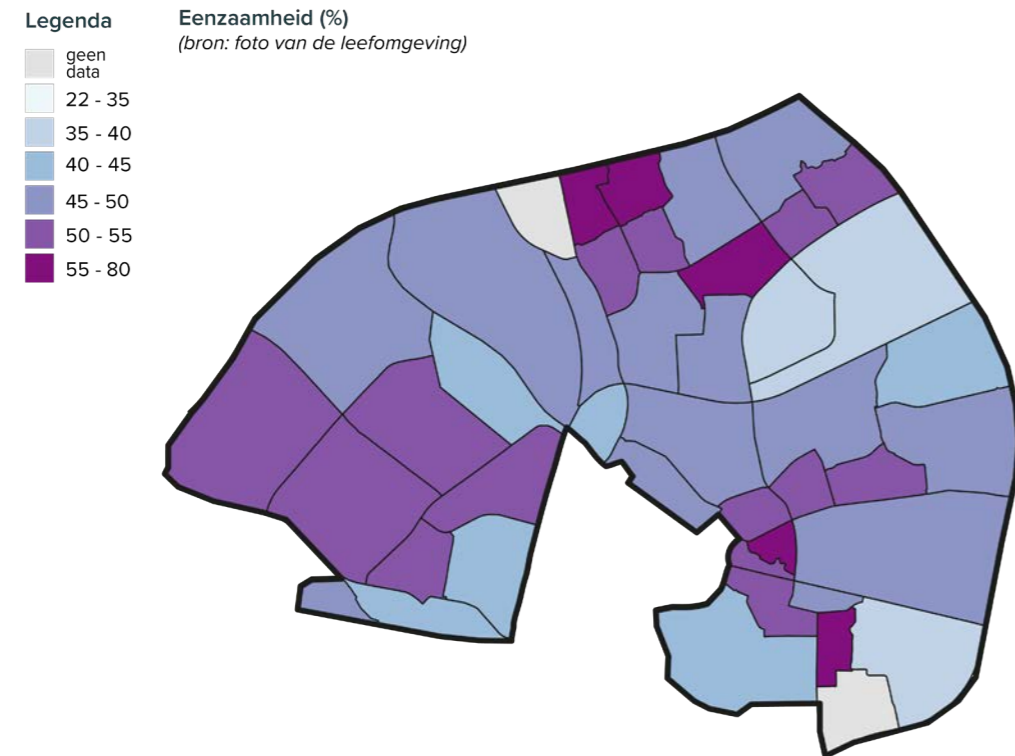 Legenda
geen
data
22 - 35
35 - 40
40 - 45
45 - 50
50 - 55
55 - 80
Eenzaamheid (%)
(bron: foto van de leefomgeving)